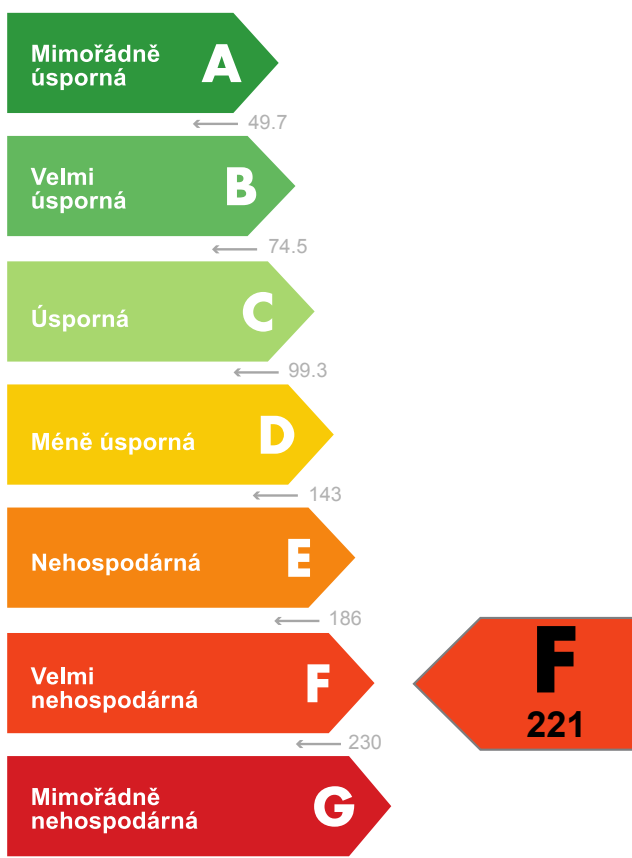 Mimořádně
úsporná
A
← 49.7
Velmi
úsporná
B
← 74.5
Úsporná
C
← 99.3
Méně úsporná
D
← 143
Nehospodárná
E
← 186
Velmi
nehospodárná
F
F
221
← 230
Mimořádně
nehospodárná
G